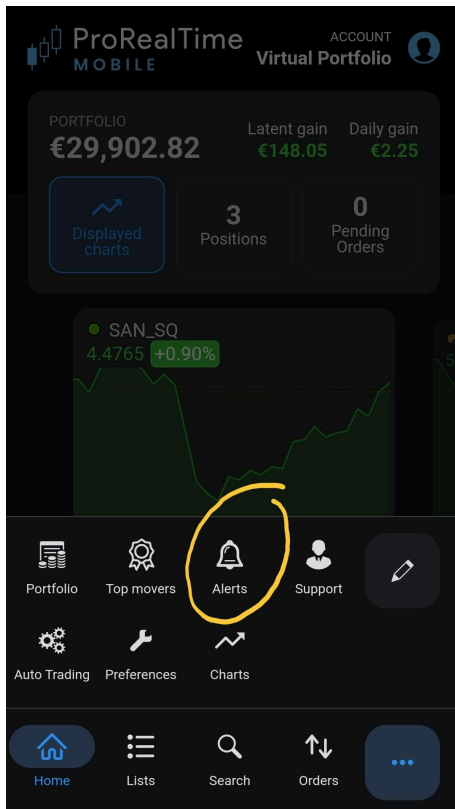 ProRealTime
MOBILE
ACCOUNT
Virtual Portfolio
PORTFOLIO
€29,902.82
Latent gain
€148.05
Daily gain
€2.25
Displayed
charts
3
Positions
0
Pending
Orders
SAN_SQ
4.4765 +0.90%
Portfolio
Top movers
Alerts
Support
Auto Trading
Preferences
Charts
Home
Lists
Search
Orders